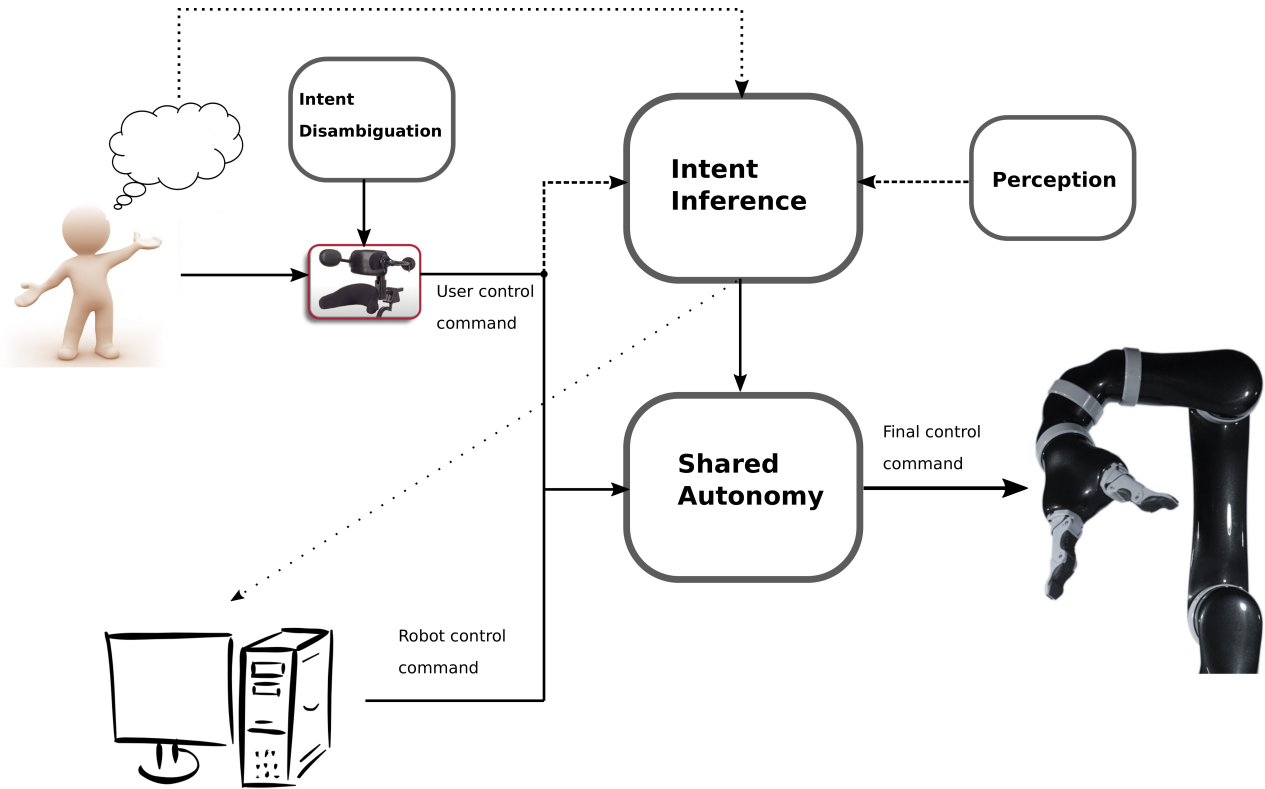 Intent
Disambiguation
Intent
Inference
Perception
User control
command
Shared
Autonomy
Final control
command
Robot control
command